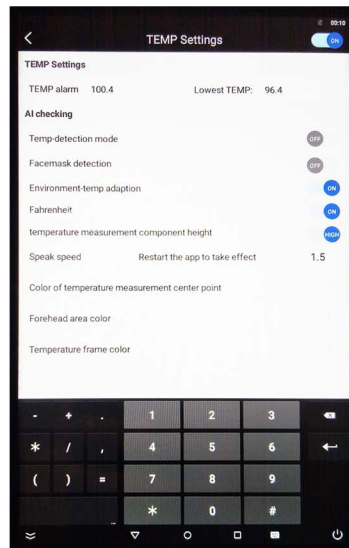 00:10
TEMP Settings ON
TEMP Settings
TEMP alarm 100.4 Lowest TEMP: 96.4
AI checking
Temp-detection mode OFF
Facemask detection OFF
Environment-temp adaption ON
Fahrenheit ON
temperature measurement component height HIGH
Speak speed Restart the app to take effect 1.5
Color of temperature measurement center point
Forehead area color
Temperature frame color
- + . 1 2 3
* / , 4 5 6
( ) = 7 8 9
... * 0 #